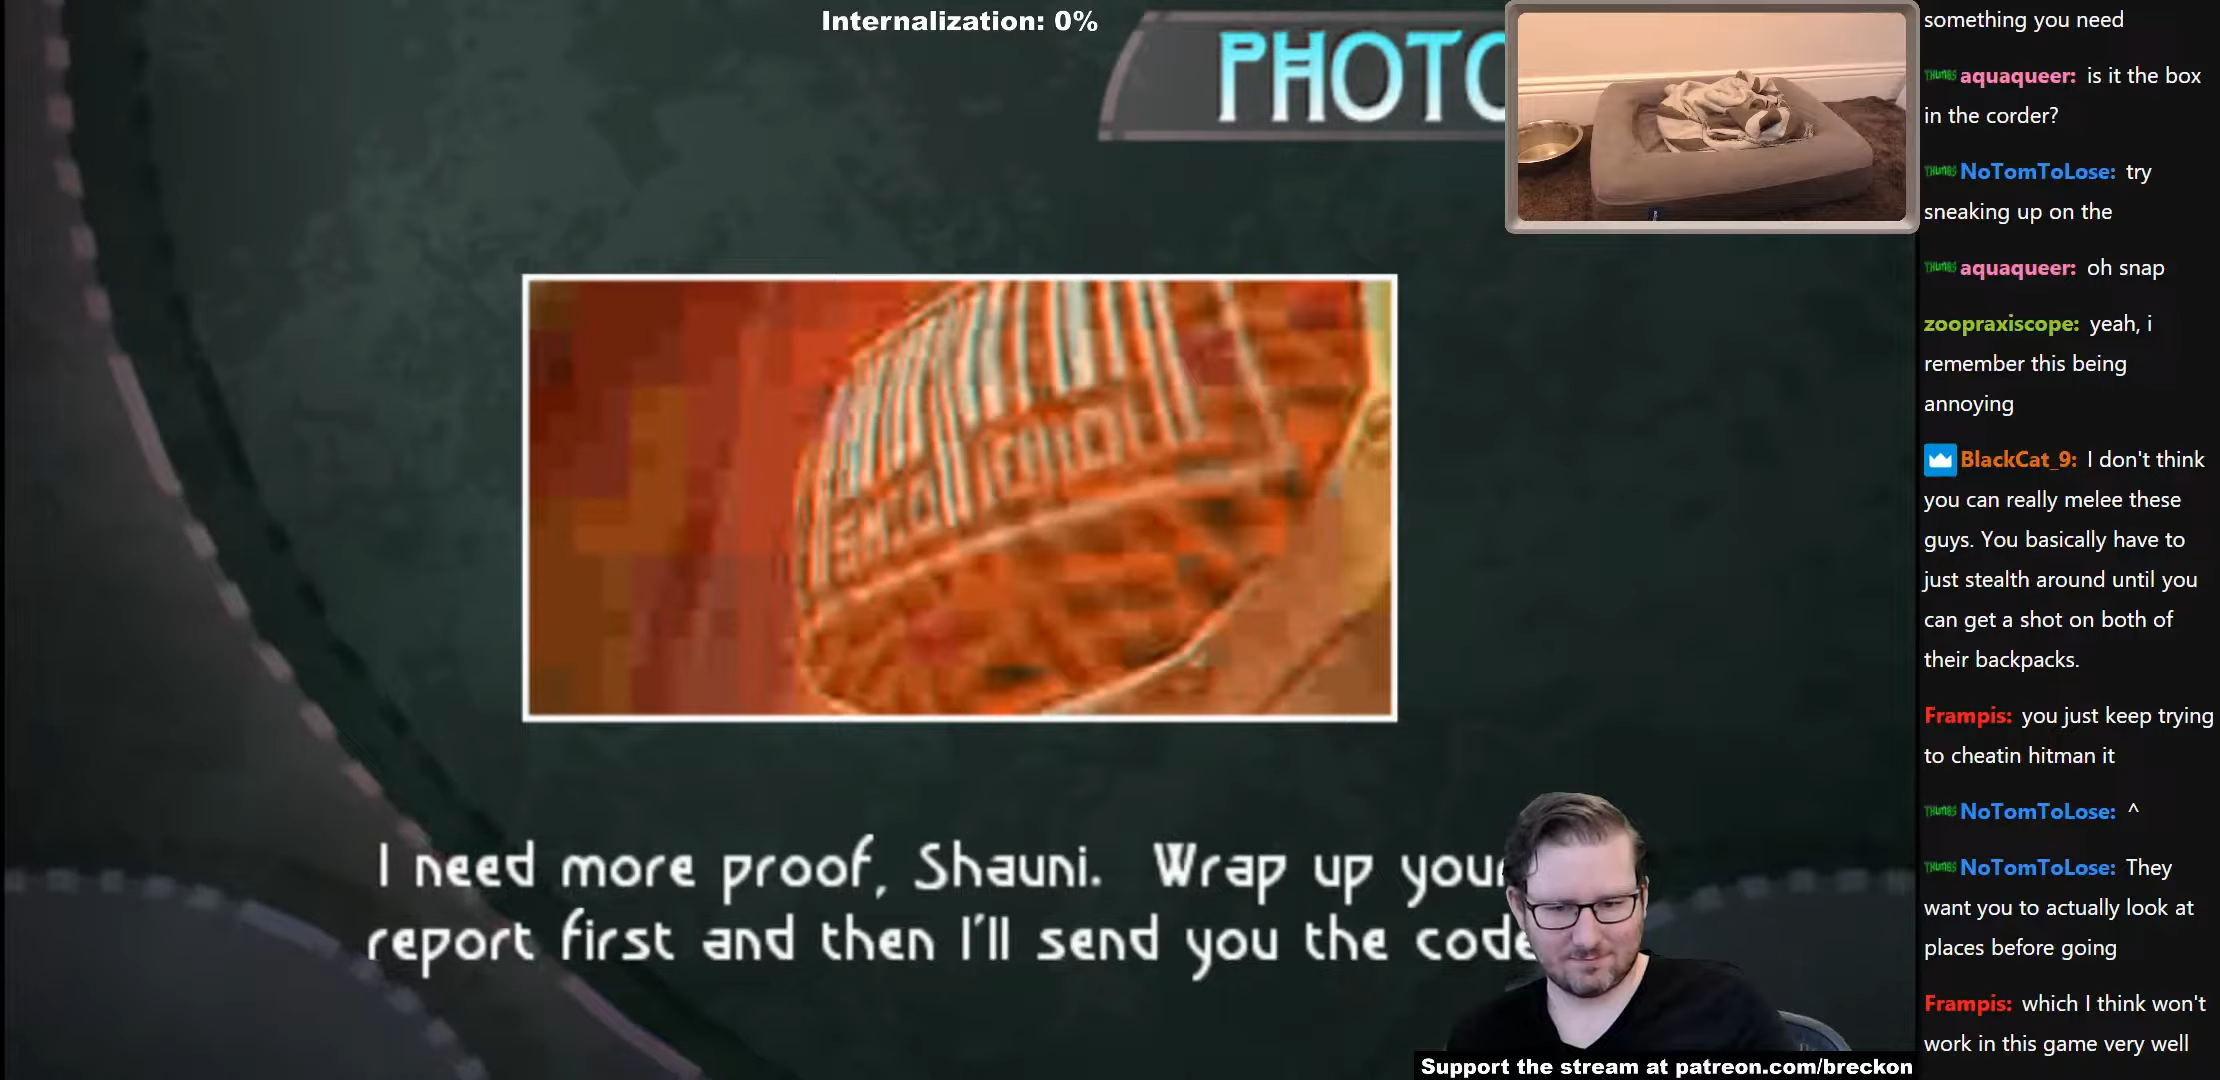 Internalization: 0%
PHOTO
I need more proof, Shauni. Wrap up your
report first and then I'll send you the code
Support the stream at patreon.com/breckon
something you need
aquaqueer: is it the box
in the corder?
NoTomToLose: try
sneaking up on the
aquaqueer: oh snap
zoopraxiscope: yeah, i
remember this being
annoying
BlackCat_9: I don't think
you can really melee these
guys. You basically have to
just stealth around until you
can get a shot on both of
their backpacks.
Frampis: you just keep trying
to cheatin hitman it
NoTomToLose: ^
NoTomToLose: They
want you to actually look at
places before going
Frampis: which I think won't
work in this game very well